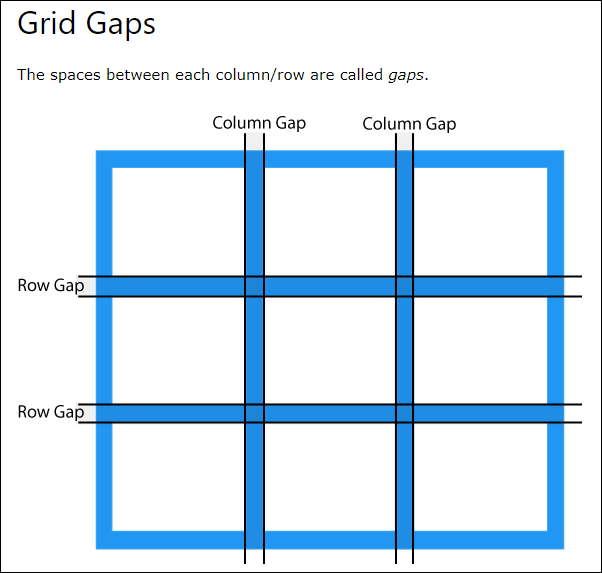 Grid Gaps
The spaces between each column/row are called gaps.
Column Gap
Column Gap
Row Gap
Row Gap